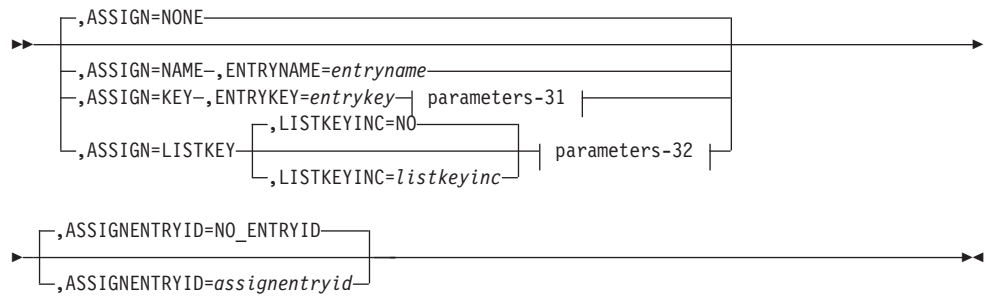 ,ASSIGN=NONE
,ASSIGN=NAME ,ENTRYNAME=entryname
,ASSIGN=KEY ,ENTRYKEY=entrykey parameters-31
,LISTKEYINC=NO
,ASSIGN=LISTKEY parameters-32
,LISTKEYINC=listkeyinc
,ASSIGNENTRYID=NO_ENTRYID
,ASSIGNENTRYID=assignentryid